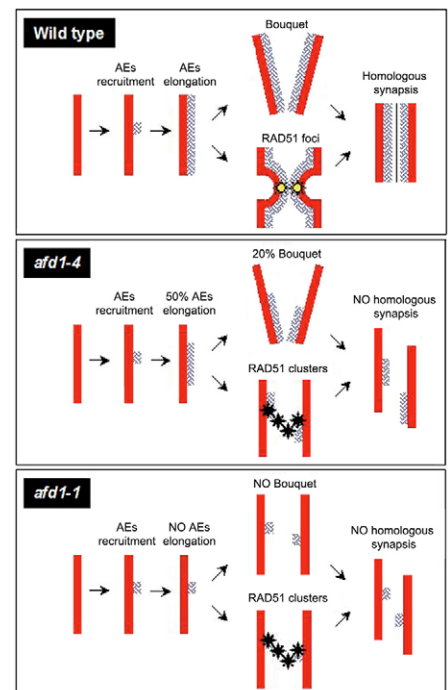 Wild type
AEs
recruitment
AEs
elongation
Bouquet
RAD51 foci
Homologous
synapsis
afd1-4
AEs
recruitment
50% AEs
elongation
20% Bouquet
RAD51 clusters
NO homologous
synapsis
afd1-1
AEs
recruitment
NO AEs
elongation
NO Bouquet
RAD51 clusters
NO homologous
synapsis